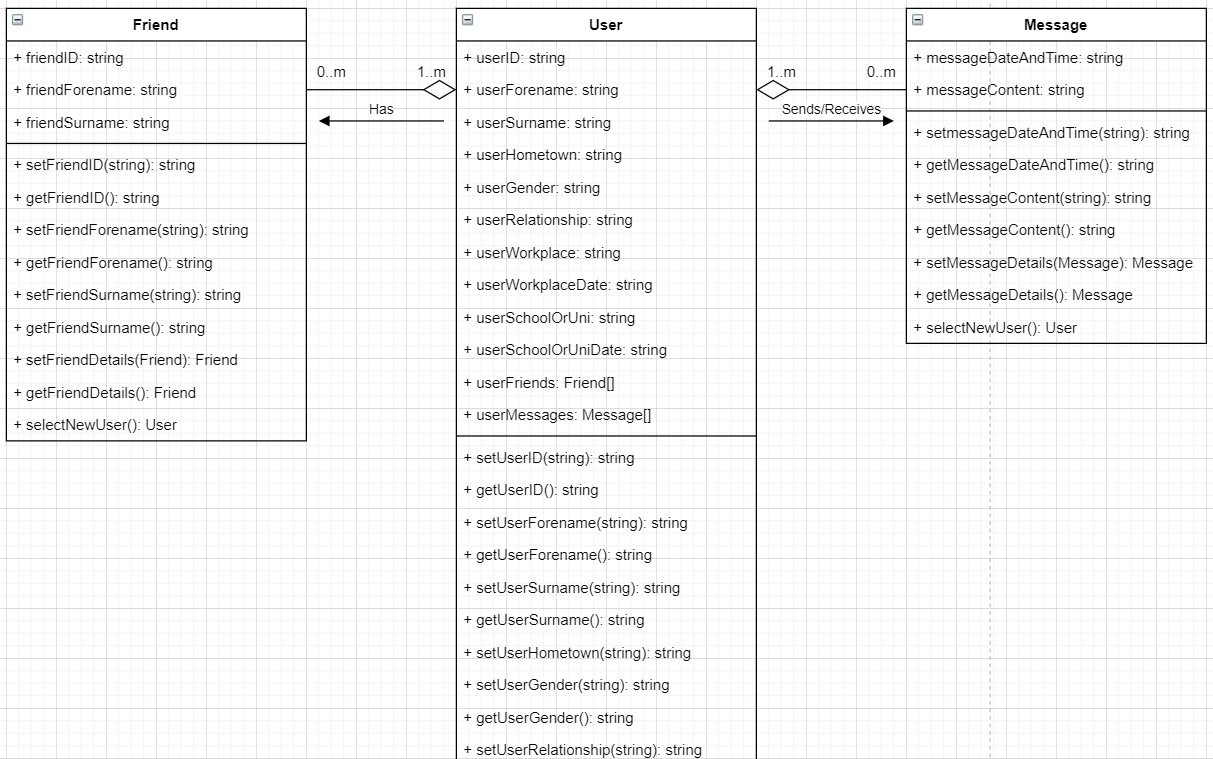 Friend
+ friendID: string
+ friendForename: string
+ friendSurname: string
+ setFriendID(string): string
+ getFriendID(): string
+ setFriendForename(string): string
+ getFriendForename(): string
+ setFriendSurname(string): string
+ getFriendSurname(): string
+ setFriendDetails(Friend): Friend
+ getFriendDetails(): Friend
+ selectNewUser(): User
0..m
1..m
Has
User
+ userID: string
+ userForename: string
+ userSurname: string
+ userHometown: string
+ userGender: string
+ userRelationship: string
+ userWorkplace: string
+ userWorkplaceDate: string
+ userSchoolOrUni: string
+ userSchoolOrUniDate: string
+ userFriends: Friend[]
+ userMessages: Message[]
+ setUserID(string): string
+ getUserID(): string
+ setUserForename(string): string
+ getUserForename(): string
+ setUserSurname(string): string
+ getUserSurname(): string
+ setUserHometown(string): string
+ setUserGender(string): string
+ getUserGender(): string
+ setUserRelationship(string): string
1..m
0..m
Sends/Receives
Message
+ messageDateAndTime: string
+ messageContent: string
+ setmessageDateAndTime(string): string
+ getMessageDateAndTime(): string
+ setMessageContent(string): string
+ getMessageContent(): string
+ setMessageDetails(Message): Message
+ getMessageDetails(): Message
+ selectNewUser(): User